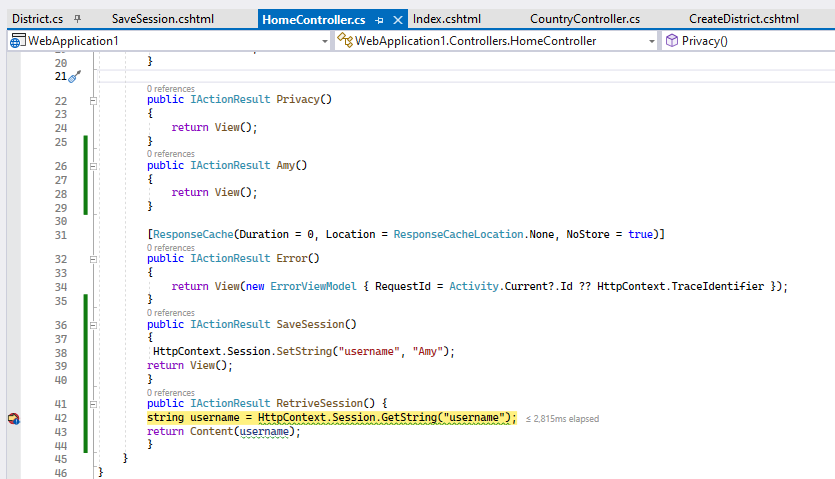 District.cs SaveSession.cshtml HomeController.cs Index.cshtml CountryController.cs CreateDistrict.cshtml
WebApplication1 WebApplication1.Controllers.HomeController Privacy()
20 }
21
0 references
22 public IActionResult Privacy()
23 {
24 return View();
25 }
0 references
26 public IActionResult Amy()
27 {
28 return View();
29 }
30
31 [ResponseCache(Duration = 0, Location = ResponseCacheLocation.None, NoStore = true)]
0 references
32 public IActionResult Error()
33 {
34 return View(new ErrorViewModel { RequestId = Activity.Current?.Id ?? HttpContext.TraceIdentifier });
35 }
0 references
36 public IActionResult SaveSession()
37 {
38 HttpContext.Session.SetString("username", "Amy");
39 return View();
40 }
0 references
41 public IActionResult RetriveSession() {
42 string username = HttpContext.Session.GetString("username"); ≤ 2,815ms elapsed
43 return Content(username);
44 }
45 }
46 }